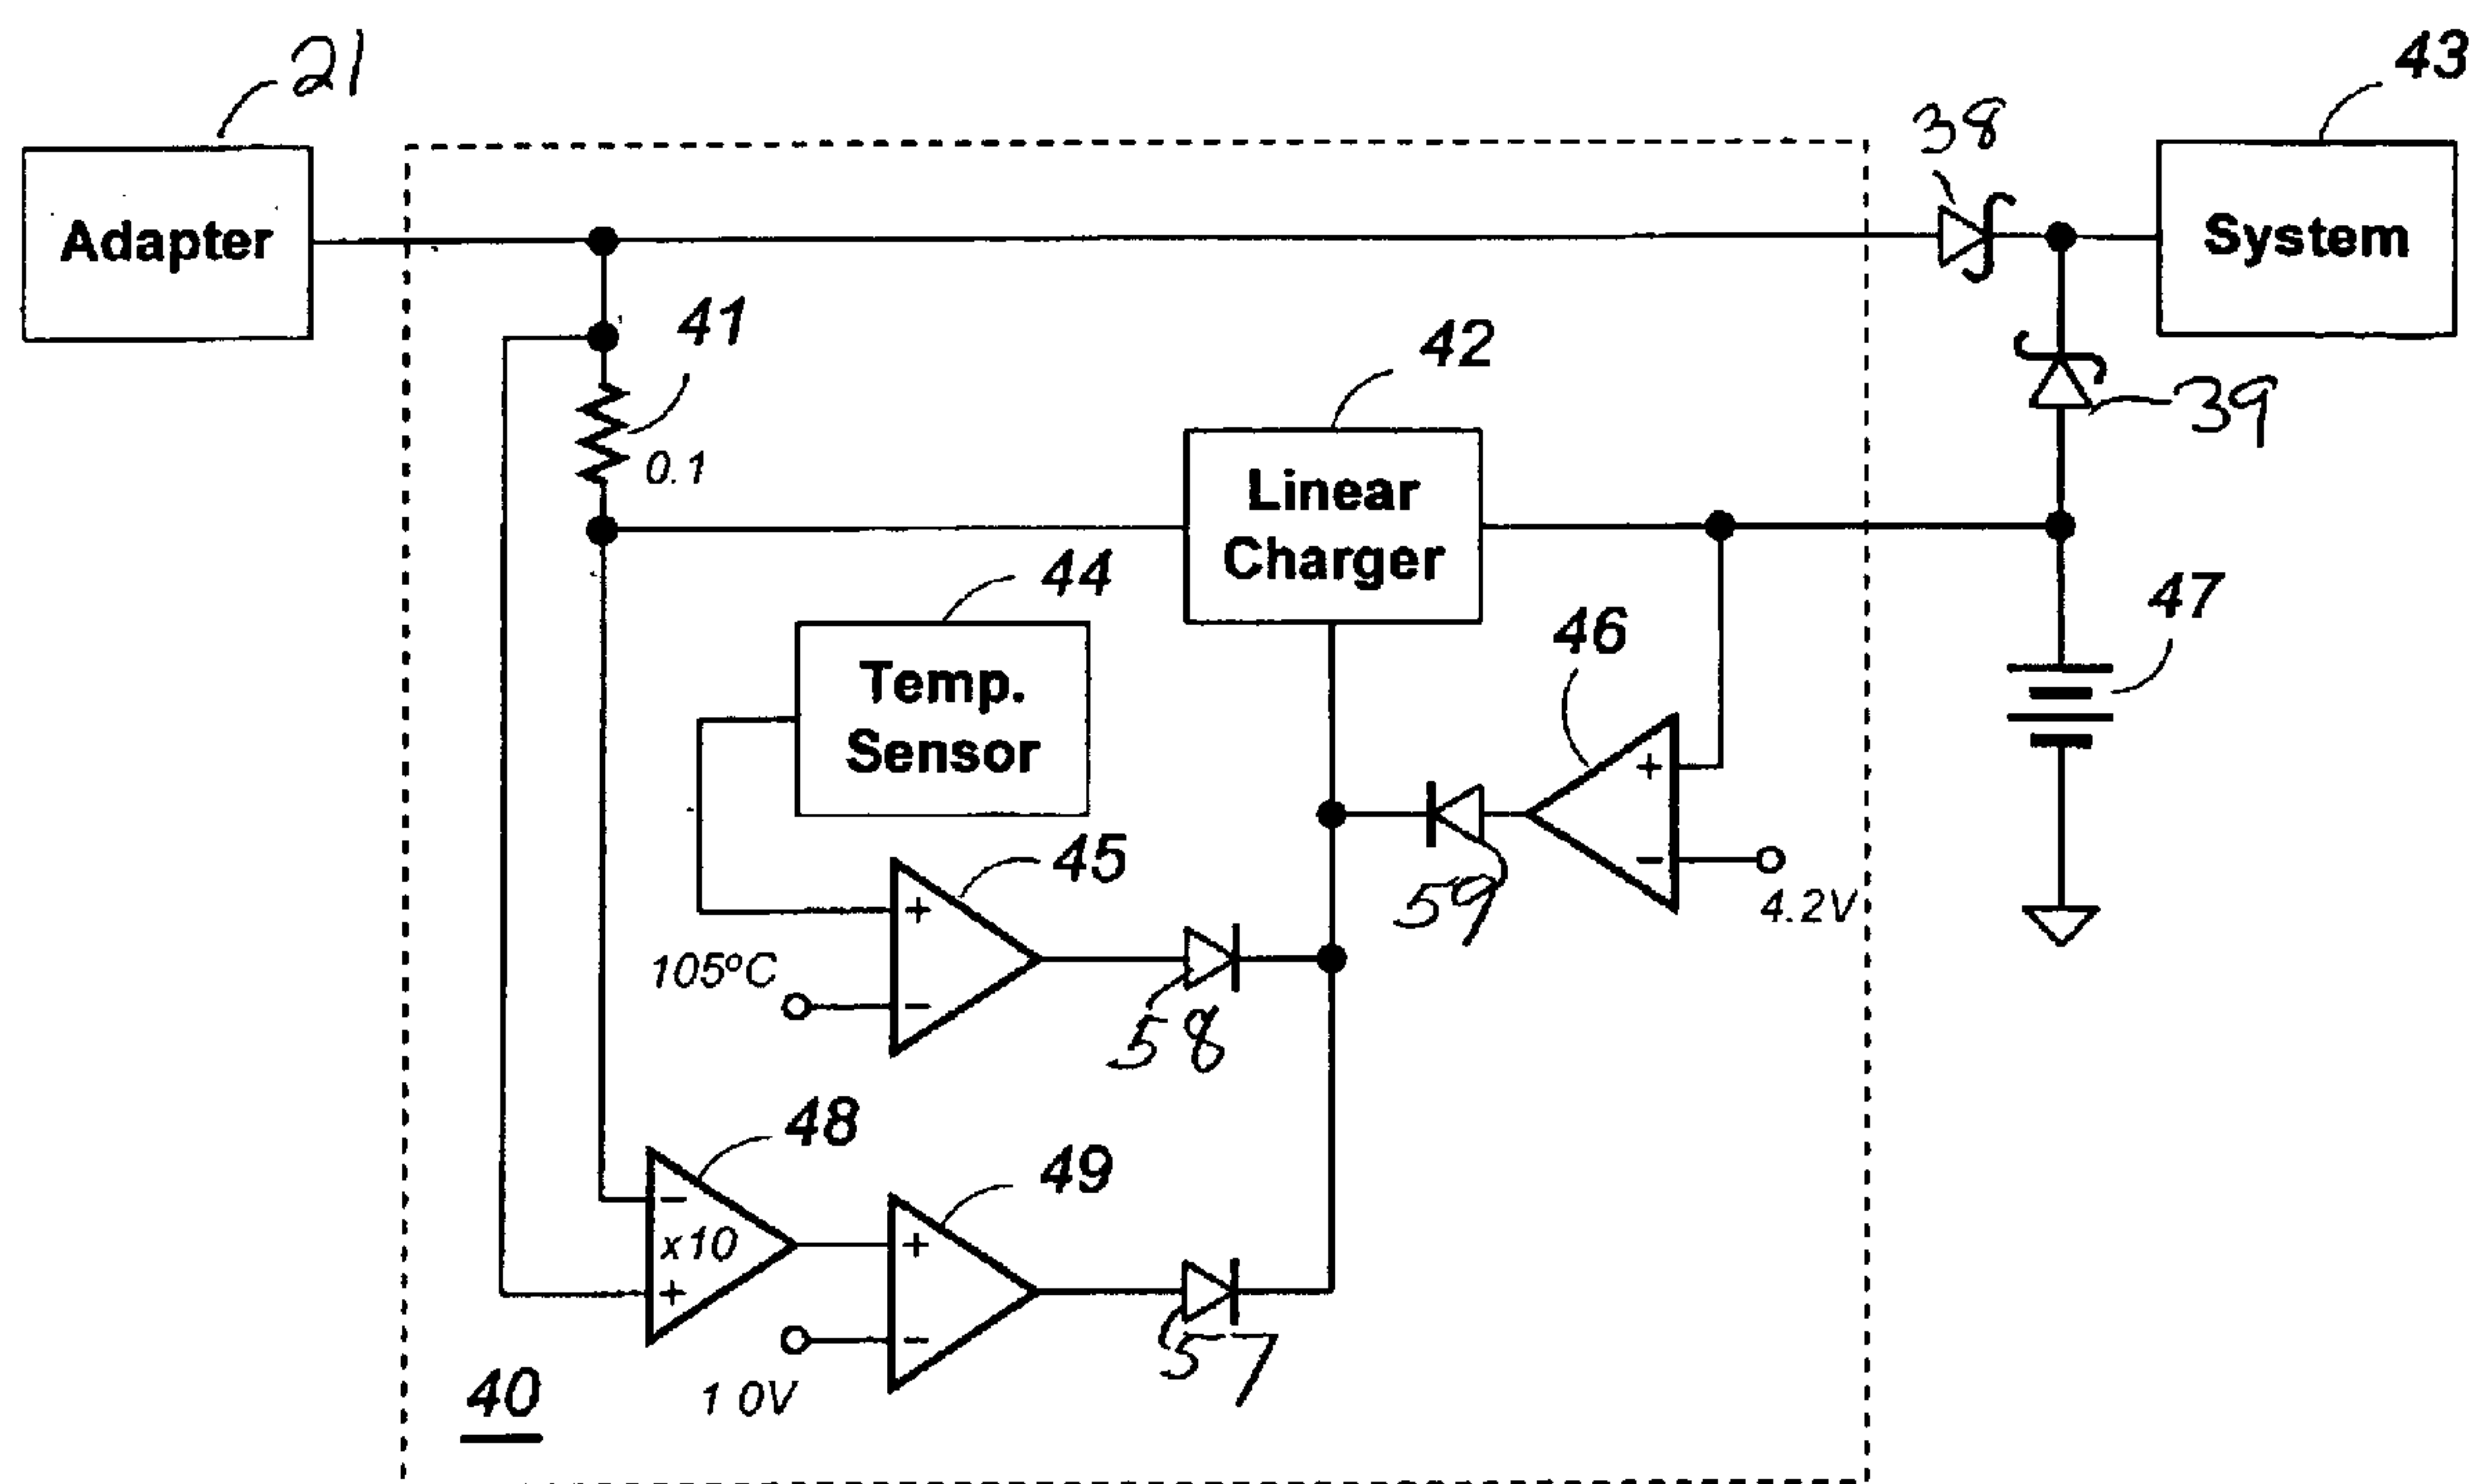 21
43
38
Adapter
System
41
42
39
0.1
Linear
Charger
44
46
47
Temp.
Sensor
+
45
−
59
4.2V
+
105ºC
−
58
48
49
−
x10
+
+
−
57
1 0V
40